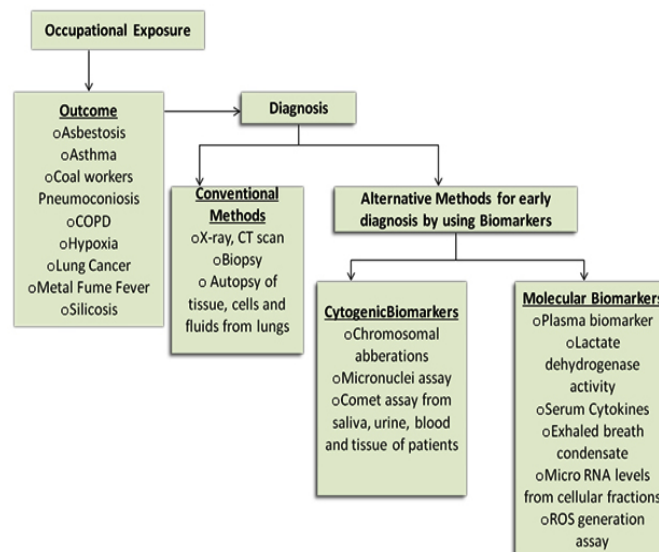 Occupational Exposure
Outcome
oAsbestosis
oAsthma
oCoal workers
Pneumoconiosis
oCOPD
oHypoxia
oLung Cancer
oMetal Fume Fever
oSilicosis
Diagnosis
Conventional
Methods
oX-ray, CT scan
oBiopsy
o Autopsy of
tissue, cells and
fluids from lungs
Alternative Methods for early
diagnosis by using Biomarkers
CytogenicBiomarkers
oChromosomal
abberations
oMicronuclei assay
oComet assay from
saliva, urine, blood
and tissue of patients
Molecular Biomarkers
oPlasma biomarker
oLactate
dehydrogenase
activity
oSerum Cytokines
oExhaled breath
condensate
oMicro RNA levels
from cellular fractions
oROS generation
assay